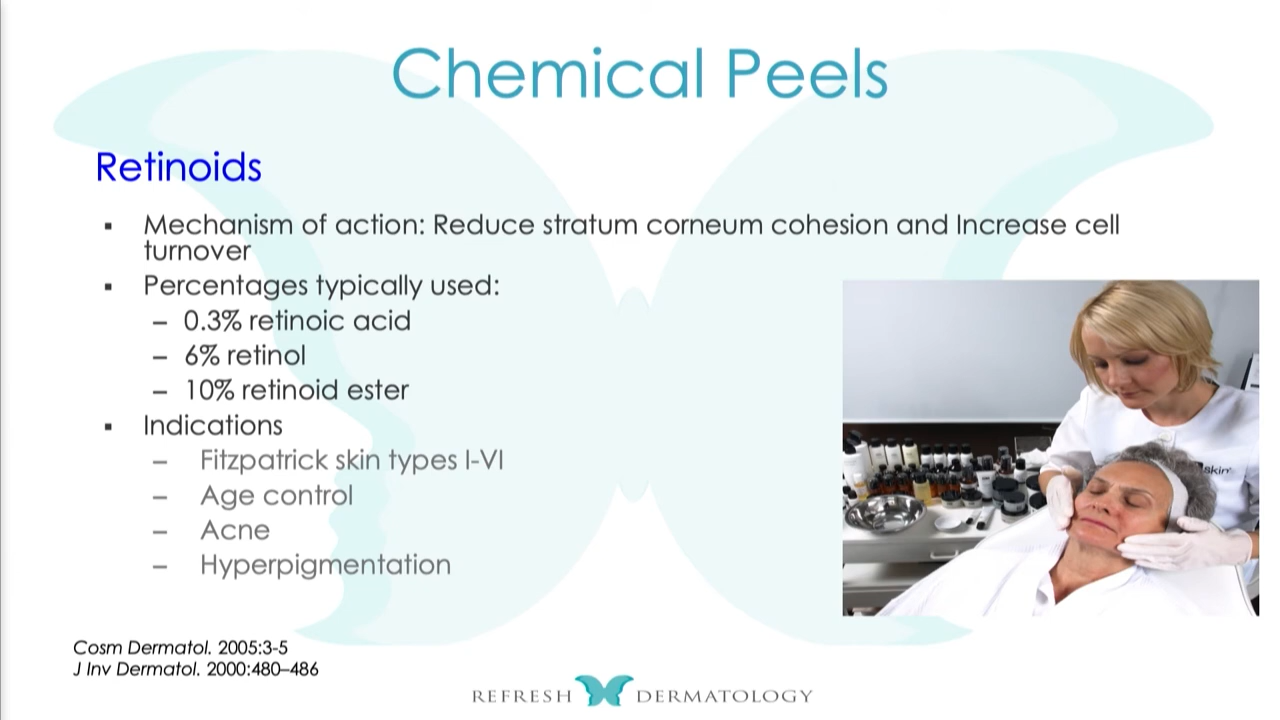 Chemical Peels
Retinoids
▪ Mechanism of action: Reduce stratum corneum cohesion and Increase cell
turnover
▪ Percentages typically used:
– 0.3% retinoic acid
– 6% retinol
– 10% retinoid ester
▪ Indications
– Fitzpatrick skin types I-VI
– Age control
– Acne
– Hyperpigmentation
skin
Cosm Dermatol. 2005:3-5
J Inv Dermatol. 2000:480–486
REFRESH DERMATOLOGY